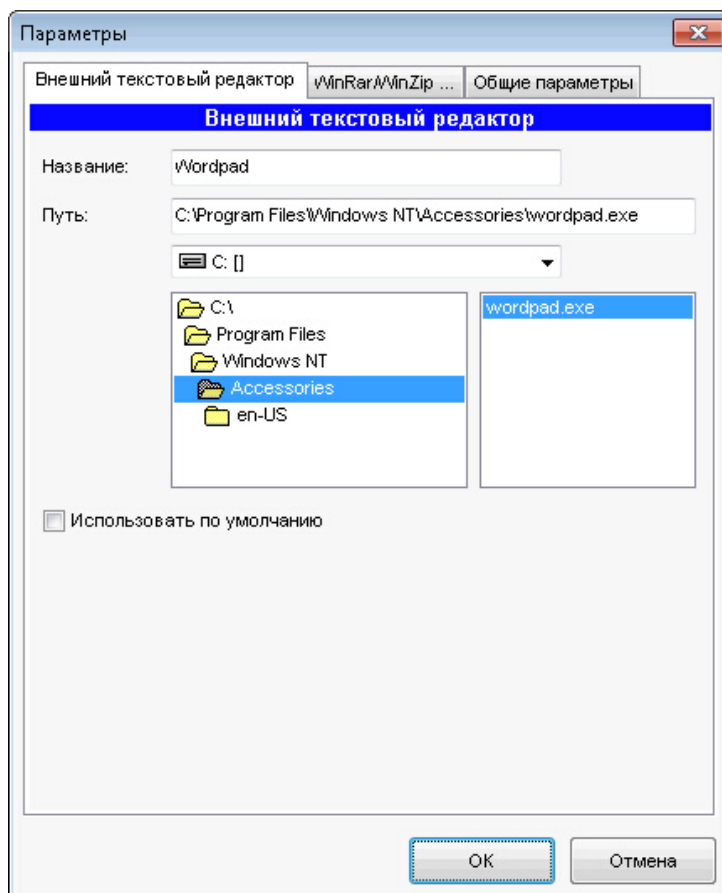 Параметры
Внешний текстовый редактор WinRar/WinZip ... Общие параметры
Внешний текстовый редактор
Название: Wordpad
Путь: C:\Program Files\Windows NT\Accessories\wordpad.exe
C: []
C:\
Program Files
Windows NT
Accessories
en-US
wordpad.exe
Использовать по умолчанию
ОК Отмена